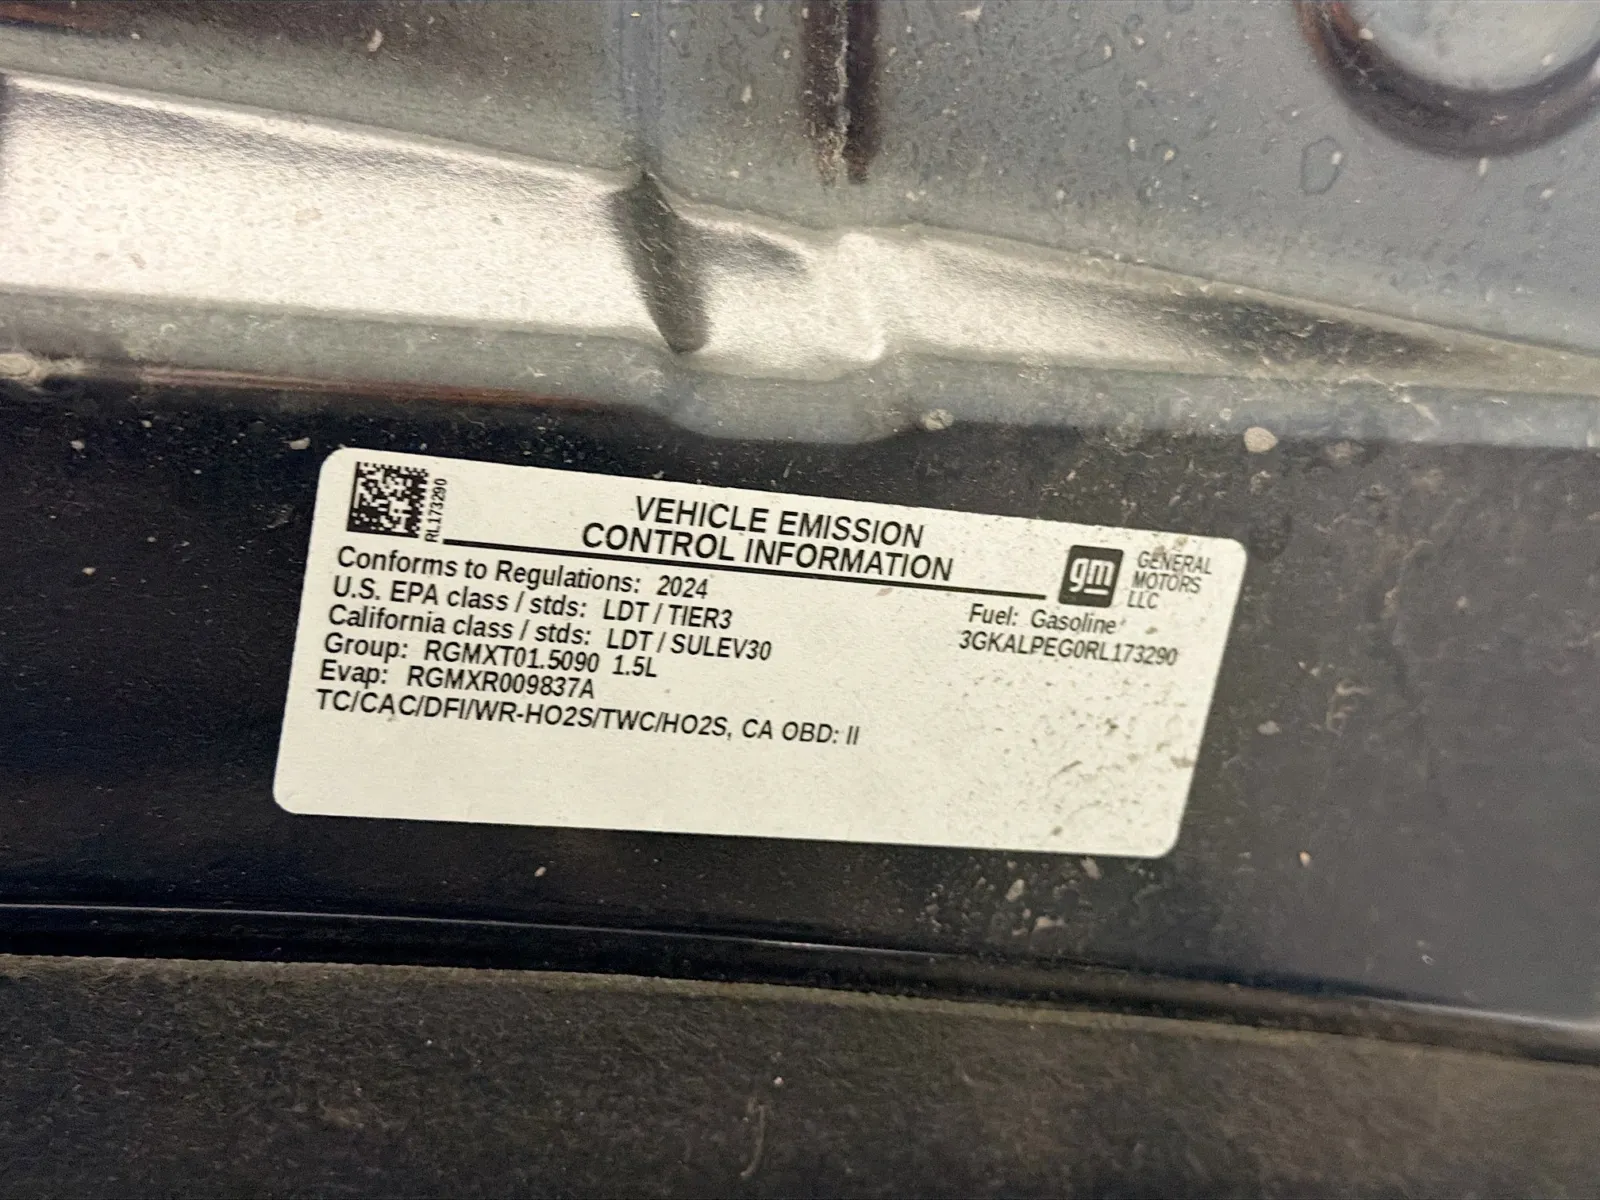 RL173290
VEHICLE EMISSION
CONTROL INFORMATION
gm
GENERAL
MOTORS
LLC
Conforms to Regulations: 2024
U.S. EPA class / stds: LDT / TIER3
California class / stds: LDT / SULEV30
Group: RGMXT01.5090 1.5L
Evap: RGMXR009837A
TC/CAC/DFI/WR-HO2S/TWC/HO2S, CA OBD: II
Fuel: Gasoline
3GKALPEG0RL173290